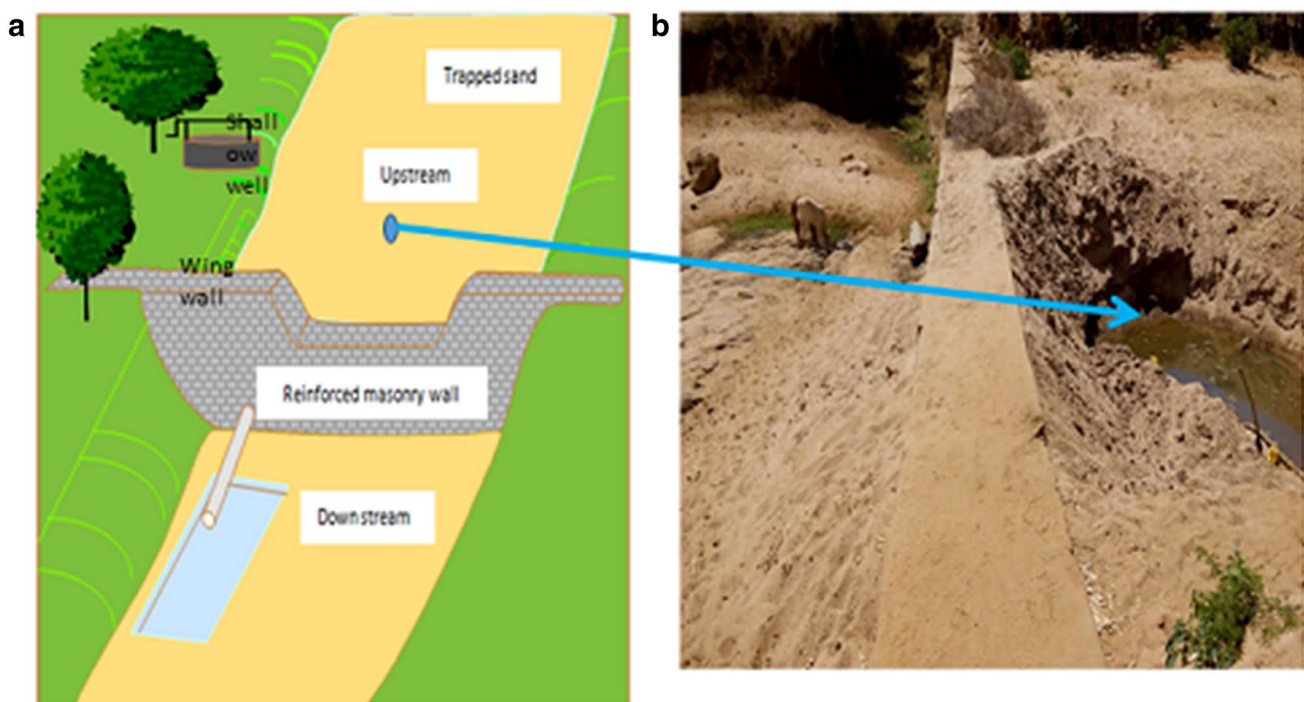 a
b
Trapped sand
Shall
ow
well
Upstream
Wing
wall
Reinforced masonry wall
Down stream